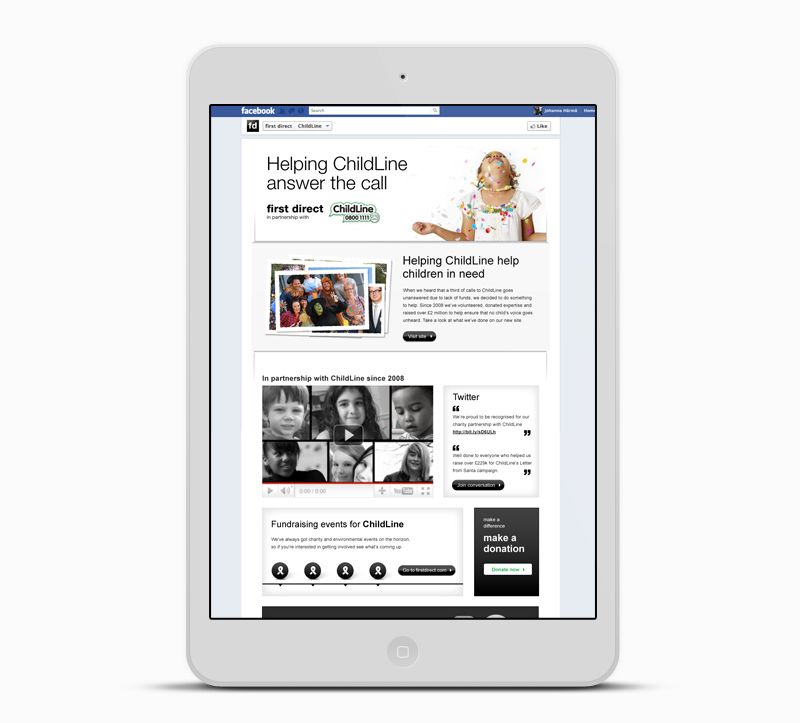 facebook
Search
Johanna Härmä
Home
fd
first direct
ChildLine
Like
Helping ChildLine
answer the call
first direct
in partnership with
ChildLine
0800 1111
Helping ChildLine help
children in need
When we heard that a third of calls to ChildLine goes
unanswered due to lack of funds, we decided to do something
to help. Since 2008 we've volunteered, donated expertise and
raised over £2 million to help ensure that no child's voice goes
unheard. Take a look at what we've done on our new site.
Visit site
In partnership with ChildLine since 2008
0:00 / 0:00
YouTube
Twitter
“
We're proud to be recognised for our
charity partnership with ChildLine
http://bit.ly/sD6ULh
”
“
Well done to everyone who helped us
raise over £229k for ChildLine's Letter
from Santa campaign.
”
Join conversation
Fundraising events for ChildLine
We've always got charity and environmental events on the horizon,
so if you're interested in getting involved see what's coming up.
Go to firstdirect.com
make a
difference
make a
donation
Donate now